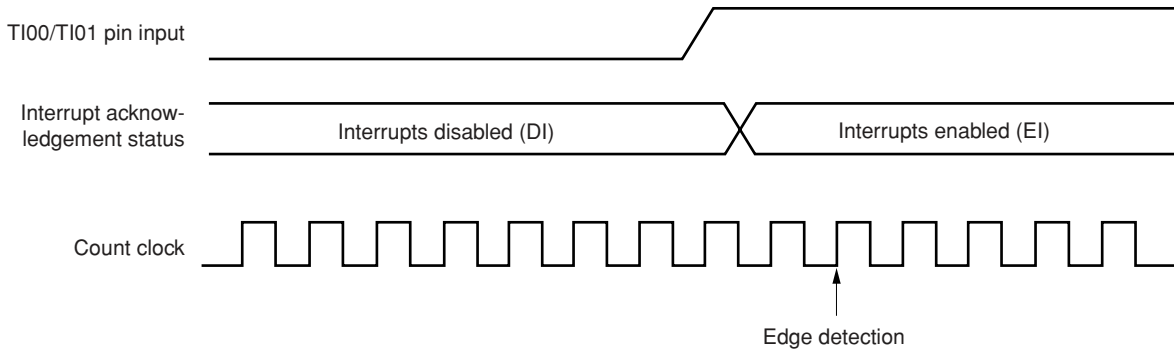 TI00/TI01 pin input
Interrupt acknow-
ledgement status
Interrupts disabled (DI)
Interrupts enabled (EI)
Count clock
Edge detection